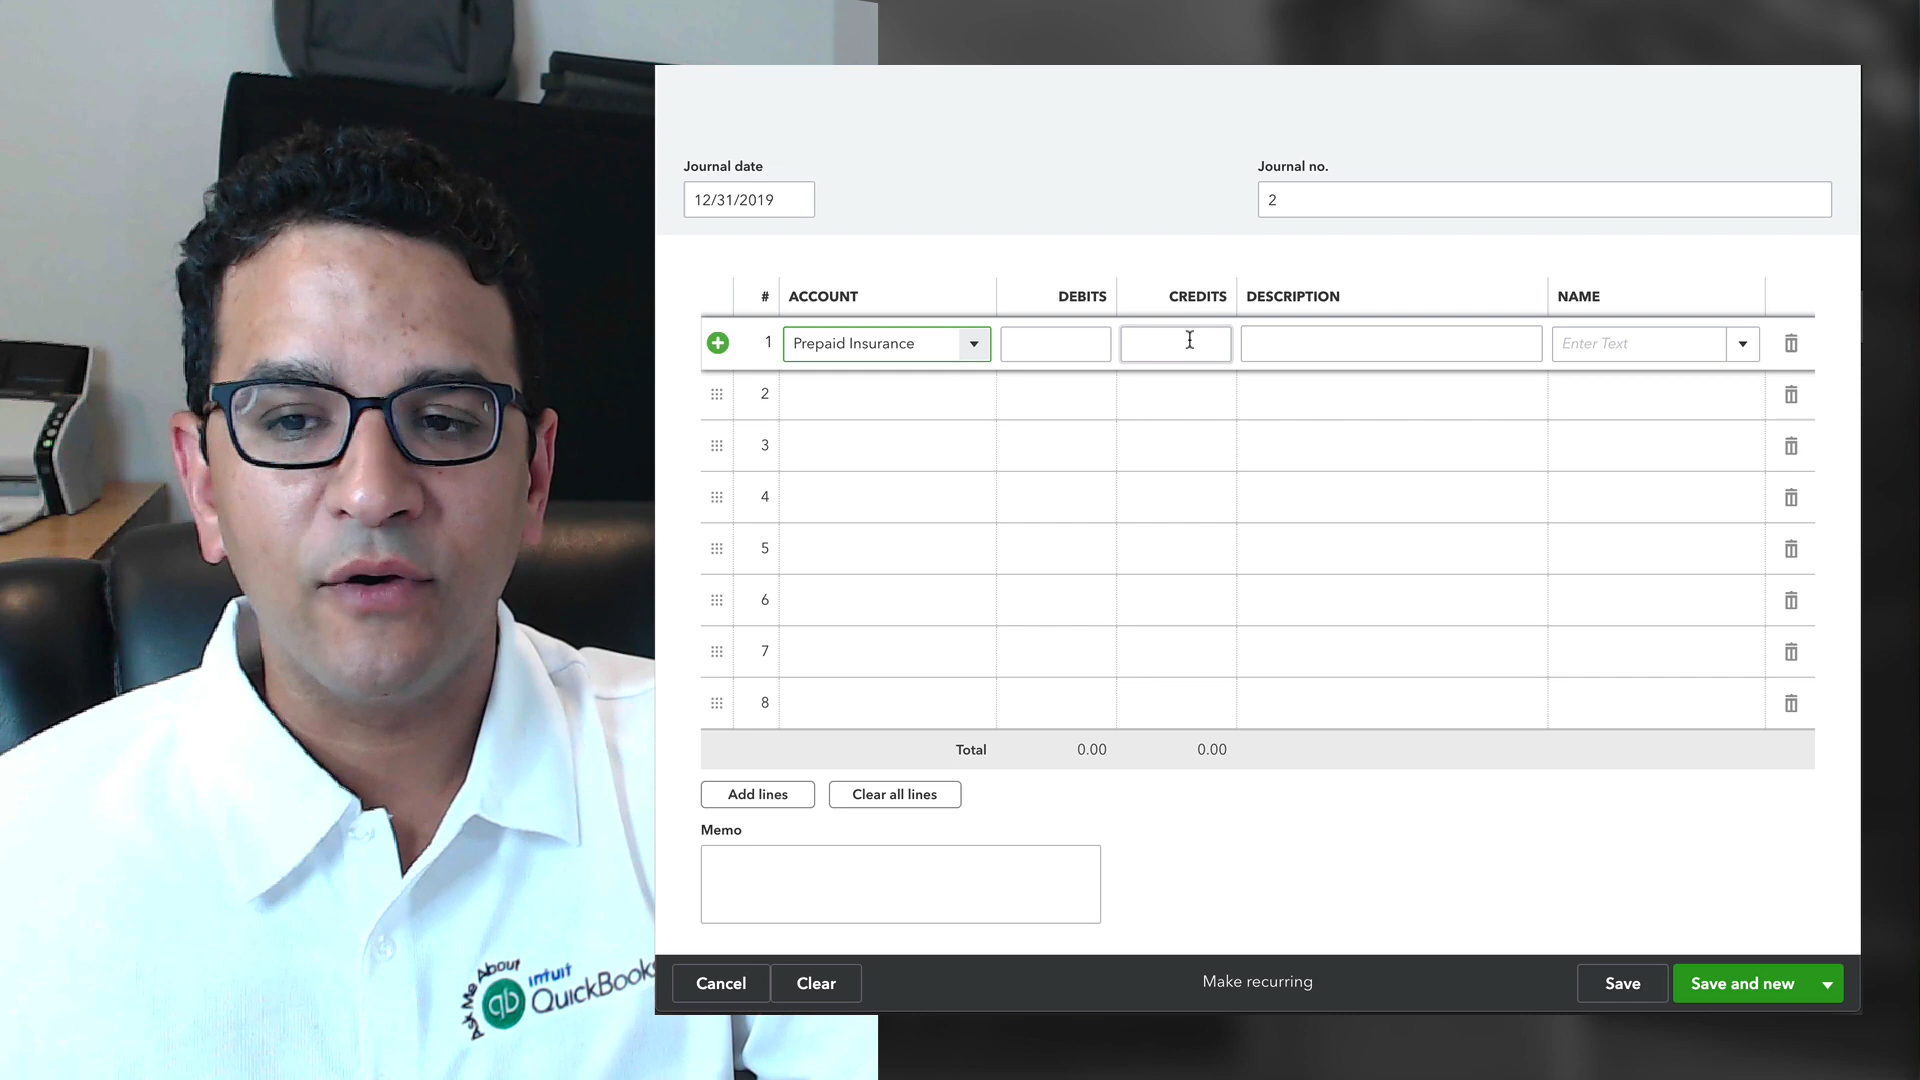 Journal date
Journal no.
12/31/2019
2
# ACCOUNT DEBITS CREDITS DESCRIPTION NAME
1 Prepaid Insurance Enter Text
2
3
4
5
6
7
8
Total 0.00 0.00
Add lines Clear all lines
Memo
Cancel Clear Make recurring Save Save and new
Ask Me About
intuit
qb QuickBooks